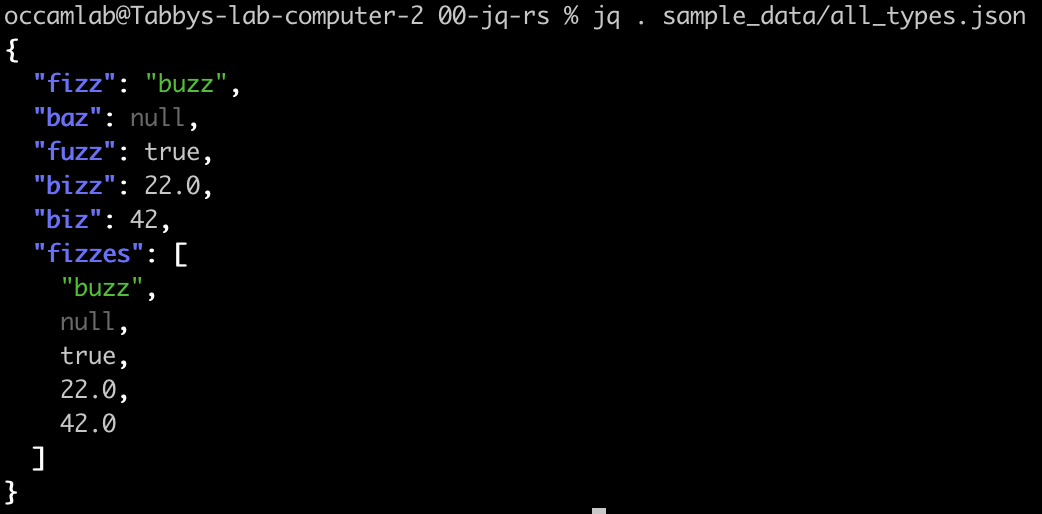 occamlab@Tabbys-lab-computer-2 00-jq-rs % jq . sample_data/all_types.json
{
  "fizz": "buzz",
  "baz": null,
  "fuzz": true,
  "bizz": 22.0,
  "biz": 42,
  "fizzes": [
    "buzz",
    null,
    true,
    22.0,
    42.0
  ]
}